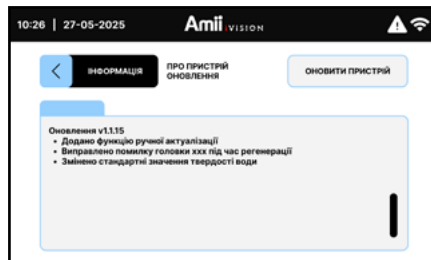 10:26 | 27-05-2025
Amii VISION
ІНФОРМАЦІЯ
ПРО ПРИСТРІЙ
ОНОВЛЕННЯ
ОНОВИТИ ПРИСТРІЙ
Оновлення v1.1.15
• Додано функцію ручної актуалізації
• Виправлено помилку головки xxx під час регенерації
• Змінено стандартні значення твердості води